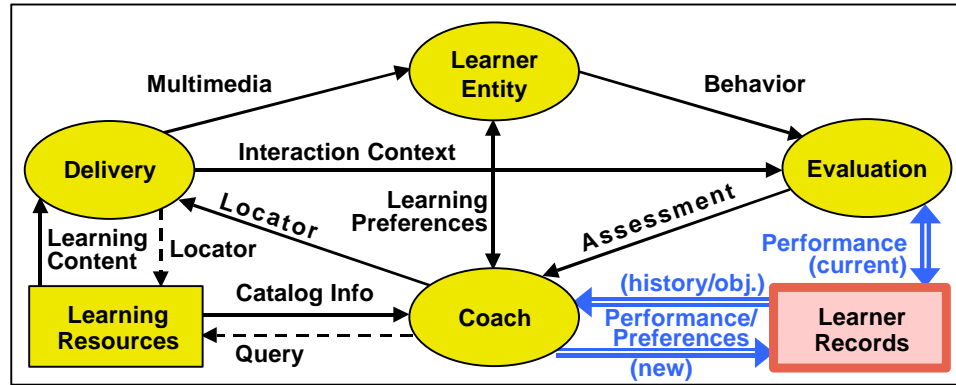 Learner
Entity
Multimedia
Behavior
Delivery
Interaction Context
Evaluation
Learning
Preferences
Locator
Assessment
Learning
Content
Locator
Performance
(current)
Catalog Info
(history/obj.)
Learning
Resources
Coach
Performance/
Preferences
Learner
Records
Query
(new)